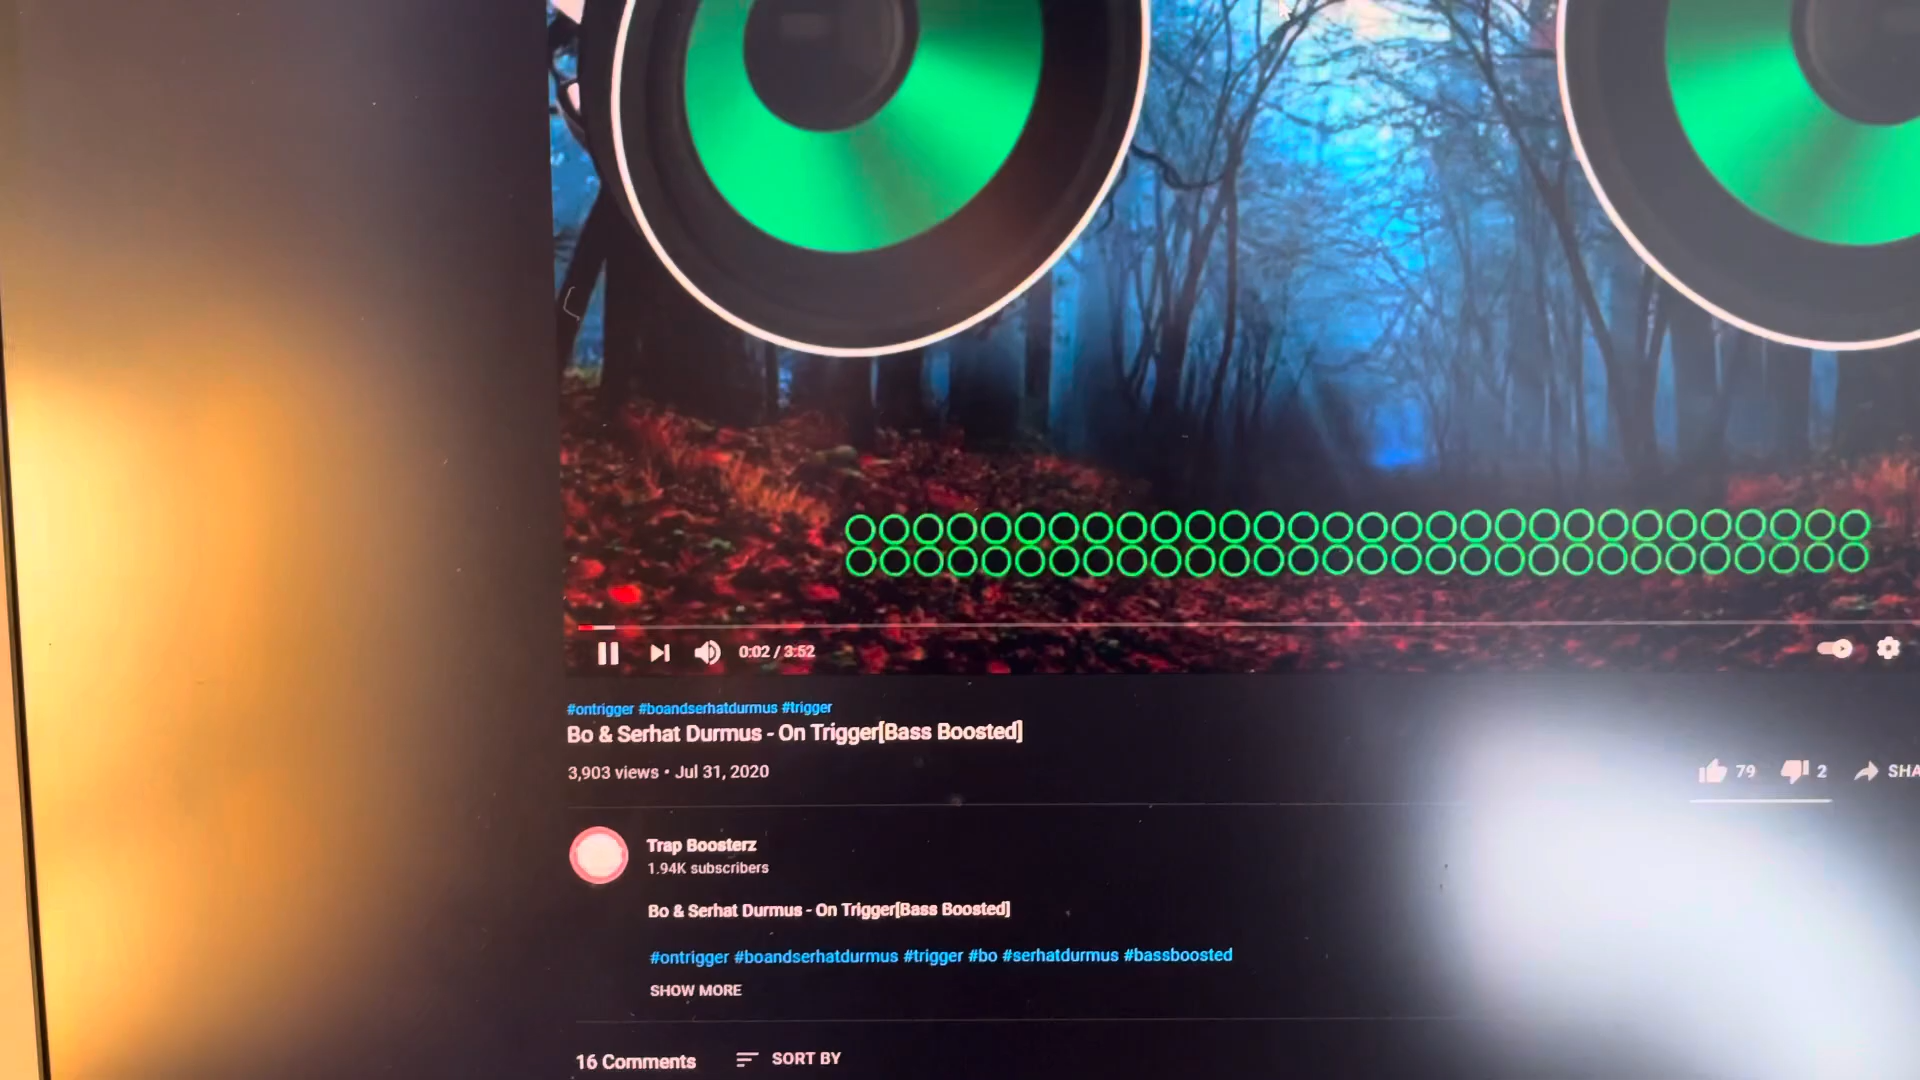 0:02 / 3:52
#ontrigger #boandserhatdurmus #trigger
Bo & Serhat Durmus - On Trigger[Bass Boosted]
3,903 views • Jul 31, 2020
79 2 SHA
Trap Boosterz
1.94K subscribers
Bo & Serhat Durmus - On Trigger[Bass Boosted]
#ontrigger #boandserhatdurmus #trigger #bo #serhatdurmus #bassboosted
SHOW MORE
16 Comments SORT BY